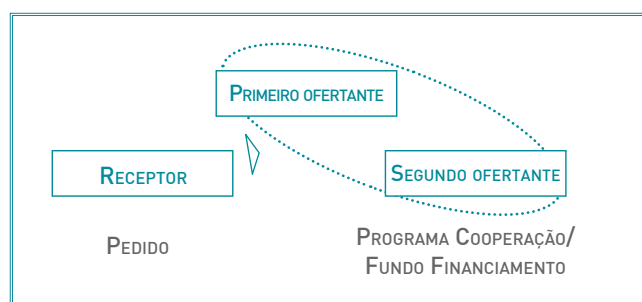 Primeiro ofertante
Receptor
Segundo ofertante
Pedido
Programa Cooperação/
Fundo Financiamento